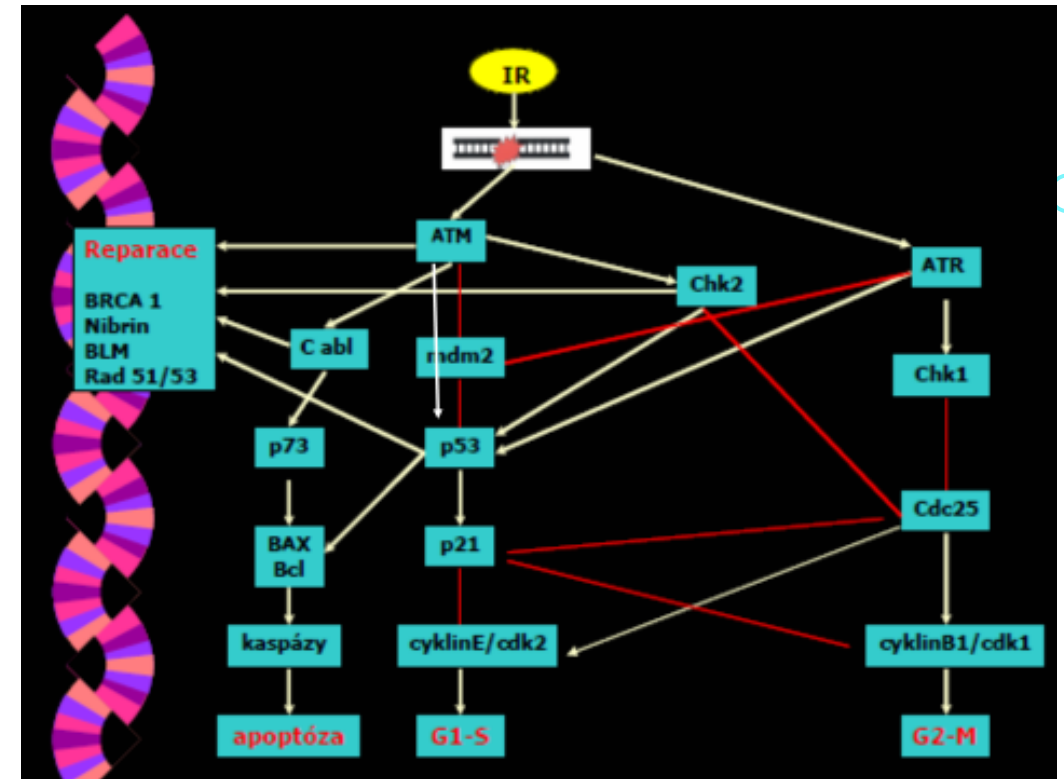 IR
ATM
Reparace
BRCA 1
Nibrin
BLM
Rad 51/53
ATR
Chk2
C abl
mdm2
Chk1
p73
p53
Cdc25
BAX
Bcl
p21
kaspázy
cyklinE/cdk2
cyklinB1/cdk1
apoptóza
G1-S
G2-M